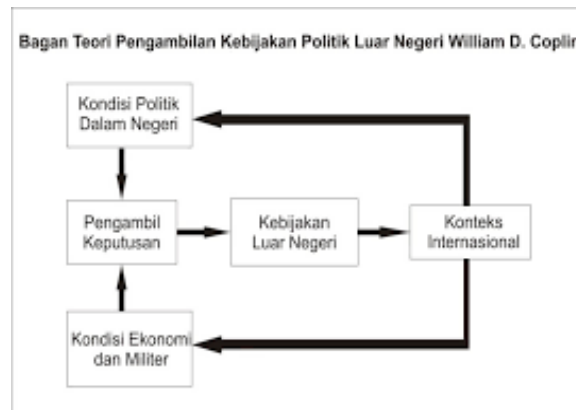 Bagan Teori Pengambilan Kebijakan Politik Luar Negeri William D. Coplin
Kondisi Politik
Dalam Negeri
Pengambil
Keputusan
Kebijakan
Luar Negeri
Konteks
Internasional
Kondisi Ekonomi
dan Militer